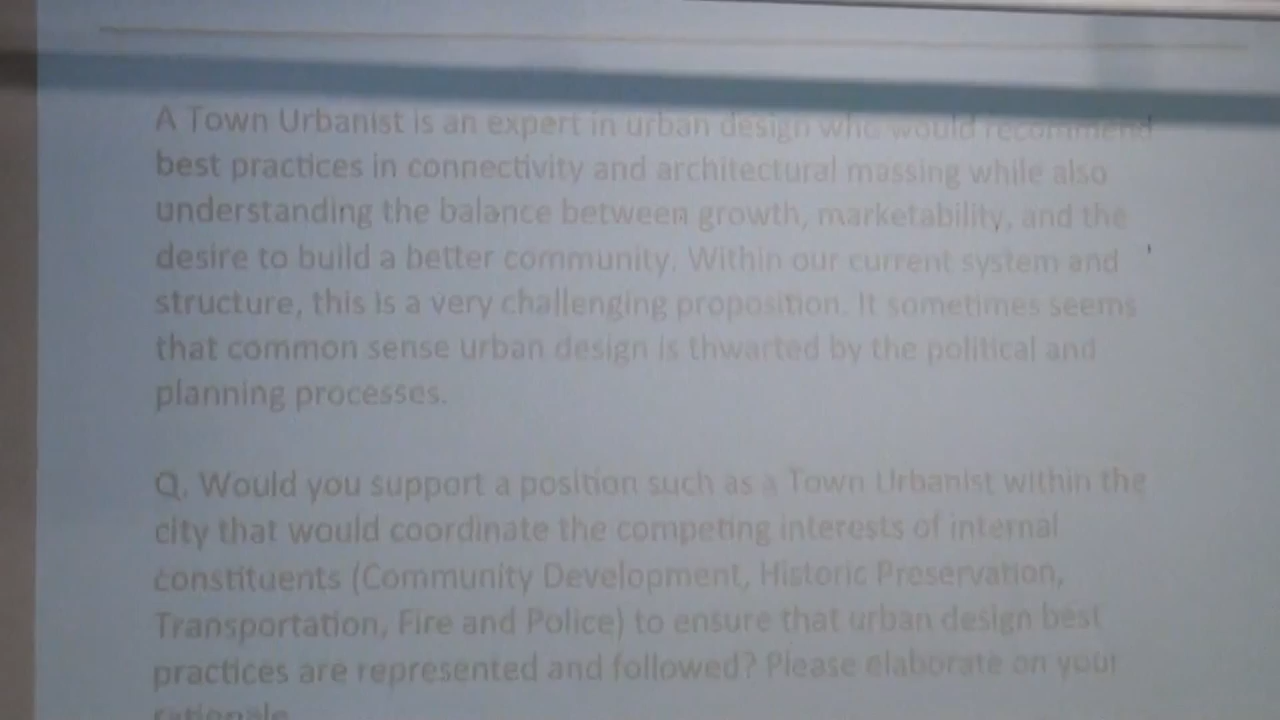 A Town Urbanist is an expert in urban design who would recommend
best practices in connectivity and architectural massing while also
understanding the balance between growth, marketability, and the
desire to build a better community. Within our current system and
structure, this is a very challenging proposition. It sometimes seems
that common sense urban design is thwarted by the political and
planning processes.
Q. Would you support a position such as a Town Urbanist within the
city that would coordinate the competing interests of internal
constituents (Community Development, Historic Preservation,
Transportation, Fire and Police) to ensure that urban design best
practices are represented and followed? Please elaborate on your
rationale